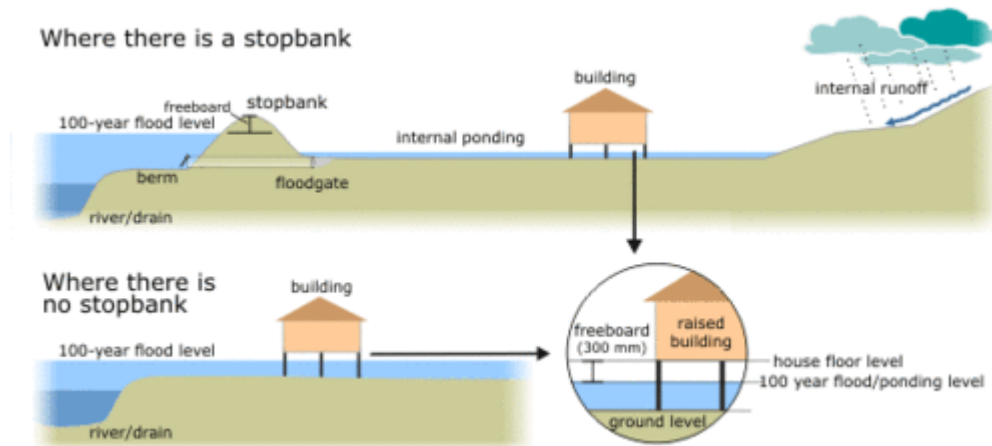 Where there is a stopbank
building
internal runoff
freeboard
stopbank
100-year flood level
internal ponding
berm
floodgate
river/drain
Where there is
no stopbank
building
100-year flood level
river/drain
freeboard
(300 mm)
raised
building
house floor level
100 year flood/ponding level
ground level